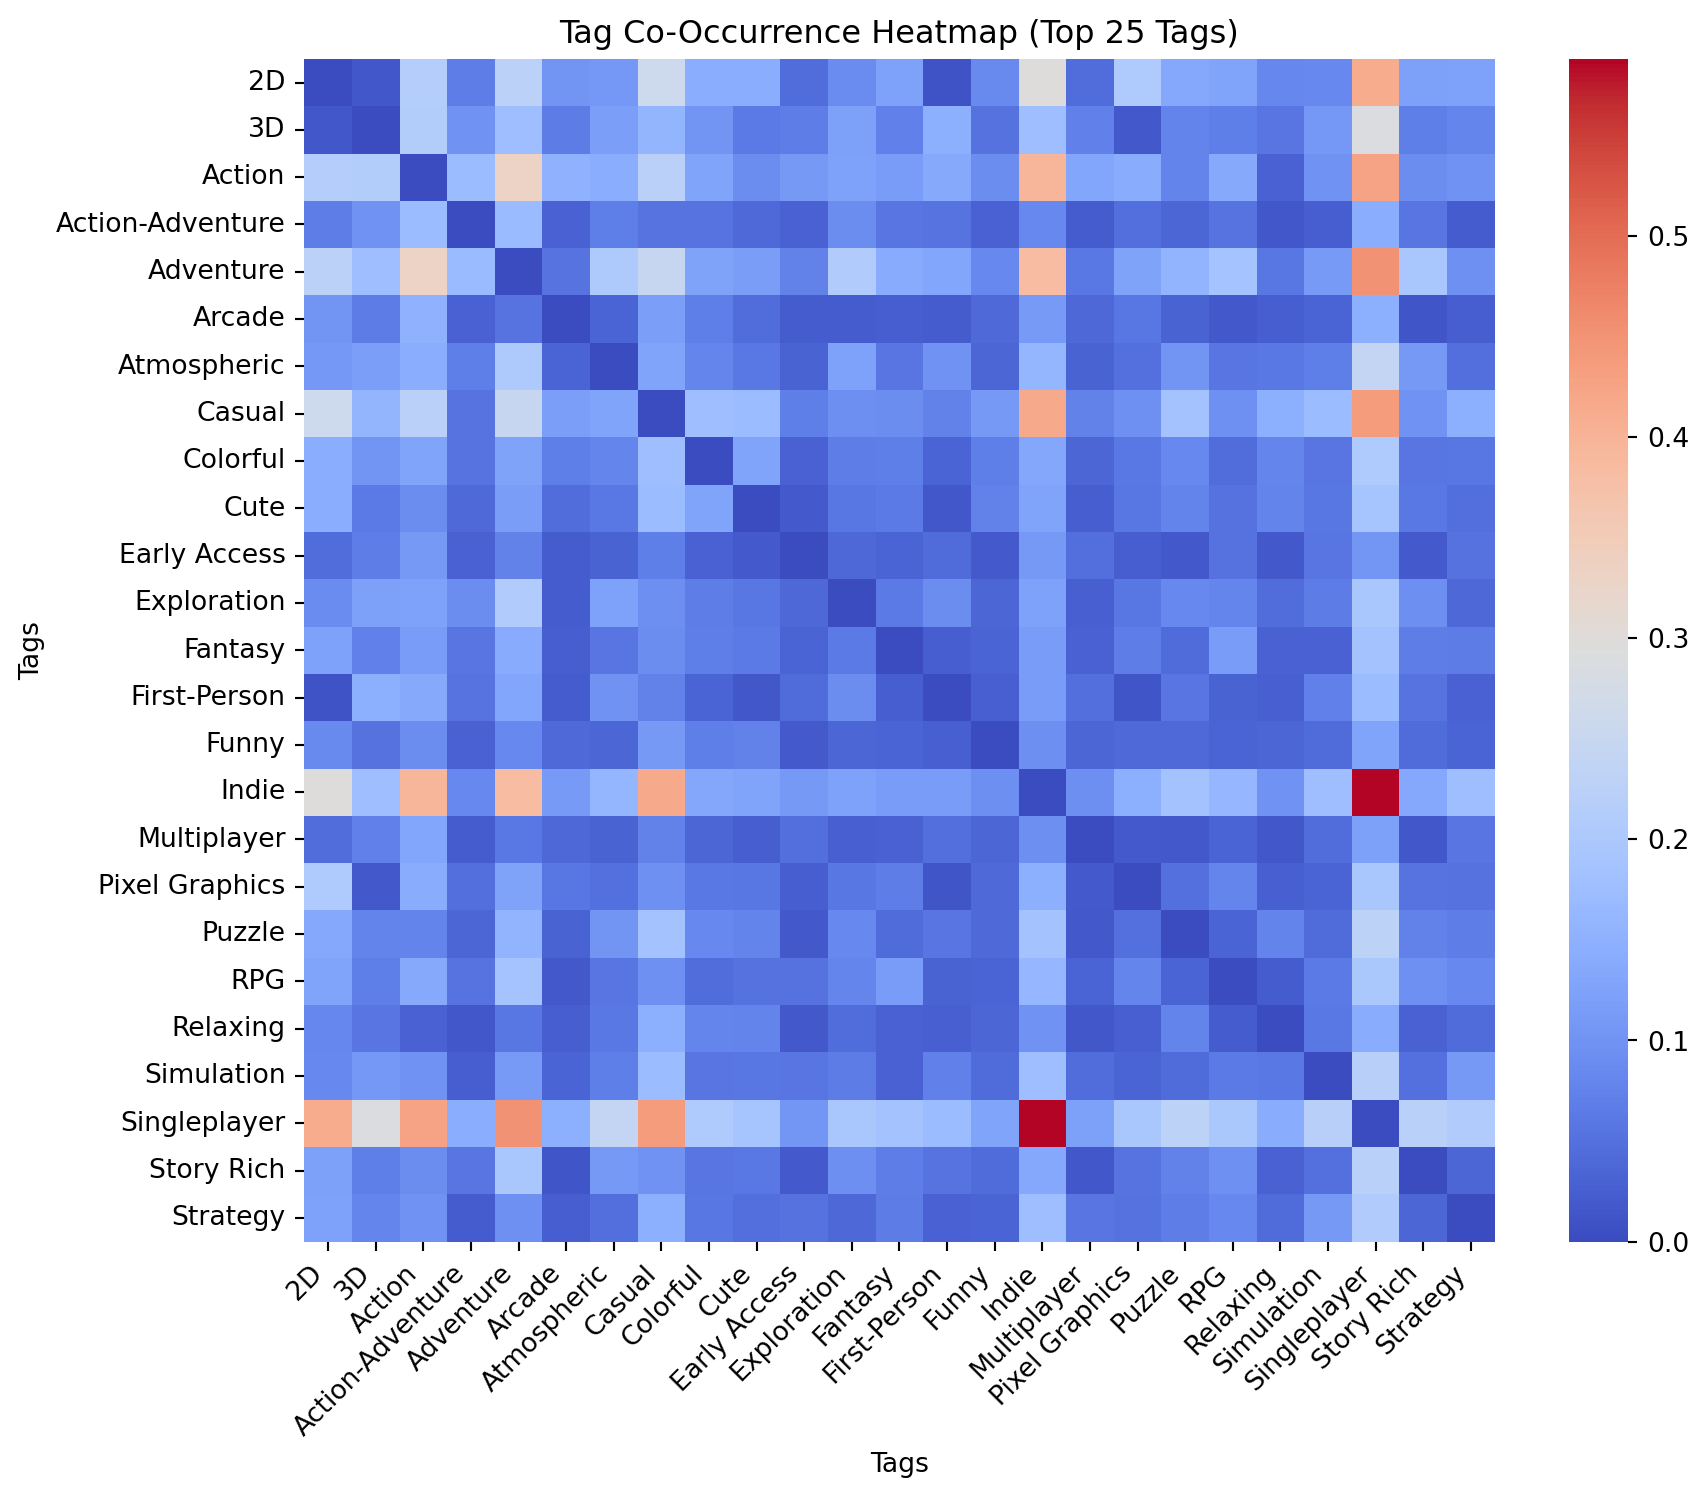 Tag Co-Occurrence Heatmap (Top 25 Tags)
2D
3D
Action
Action-Adventure
Adventure
Arcade
Atmospheric
Casual
Colorful
Cute
Early Access
Exploration
Fantasy
First-Person
Funny
Indie
Multiplayer
Pixel Graphics
Puzzle
RPG
Relaxing
Simulation
Singleplayer
Story Rich
Strategy
Tags
0.5
0.4
0.3
0.2
0.1
0.0
2D
3D
Action
Action-Adventure
Adventure
Arcade
Atmospheric
Casual
Colorful
Cute
Early Access
Exploration
Fantasy
First-Person
Funny
Indie
Multiplayer
Pixel Graphics
Puzzle
RPG
Relaxing
Simulation
Singleplayer
Story Rich
Strategy
Tags